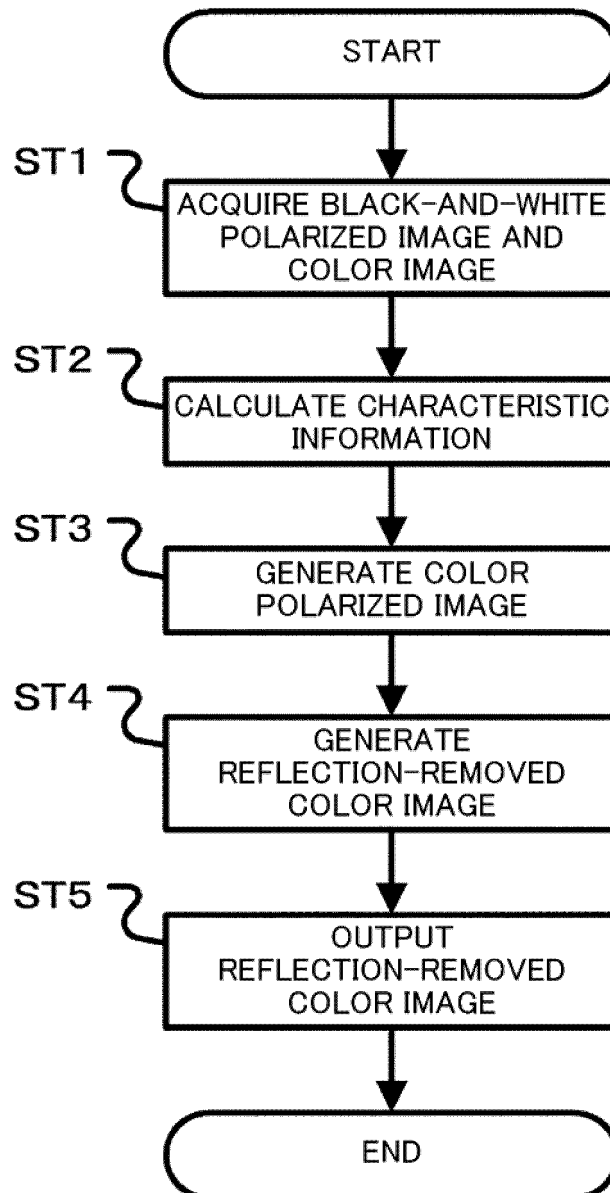 START
ST1
ACQUIRE BLACK-AND-WHITE
POLARIZED IMAGE AND
COLOR IMAGE
ST2
CALCULATE CHARACTERISTIC
INFORMATION
ST3
GENERATE COLOR
POLARIZED IMAGE
ST4
GENERATE
REFLECTION-REMOVED
COLOR IMAGE
ST5
OUTPUT
REFLECTION-REMOVED
COLOR IMAGE
END